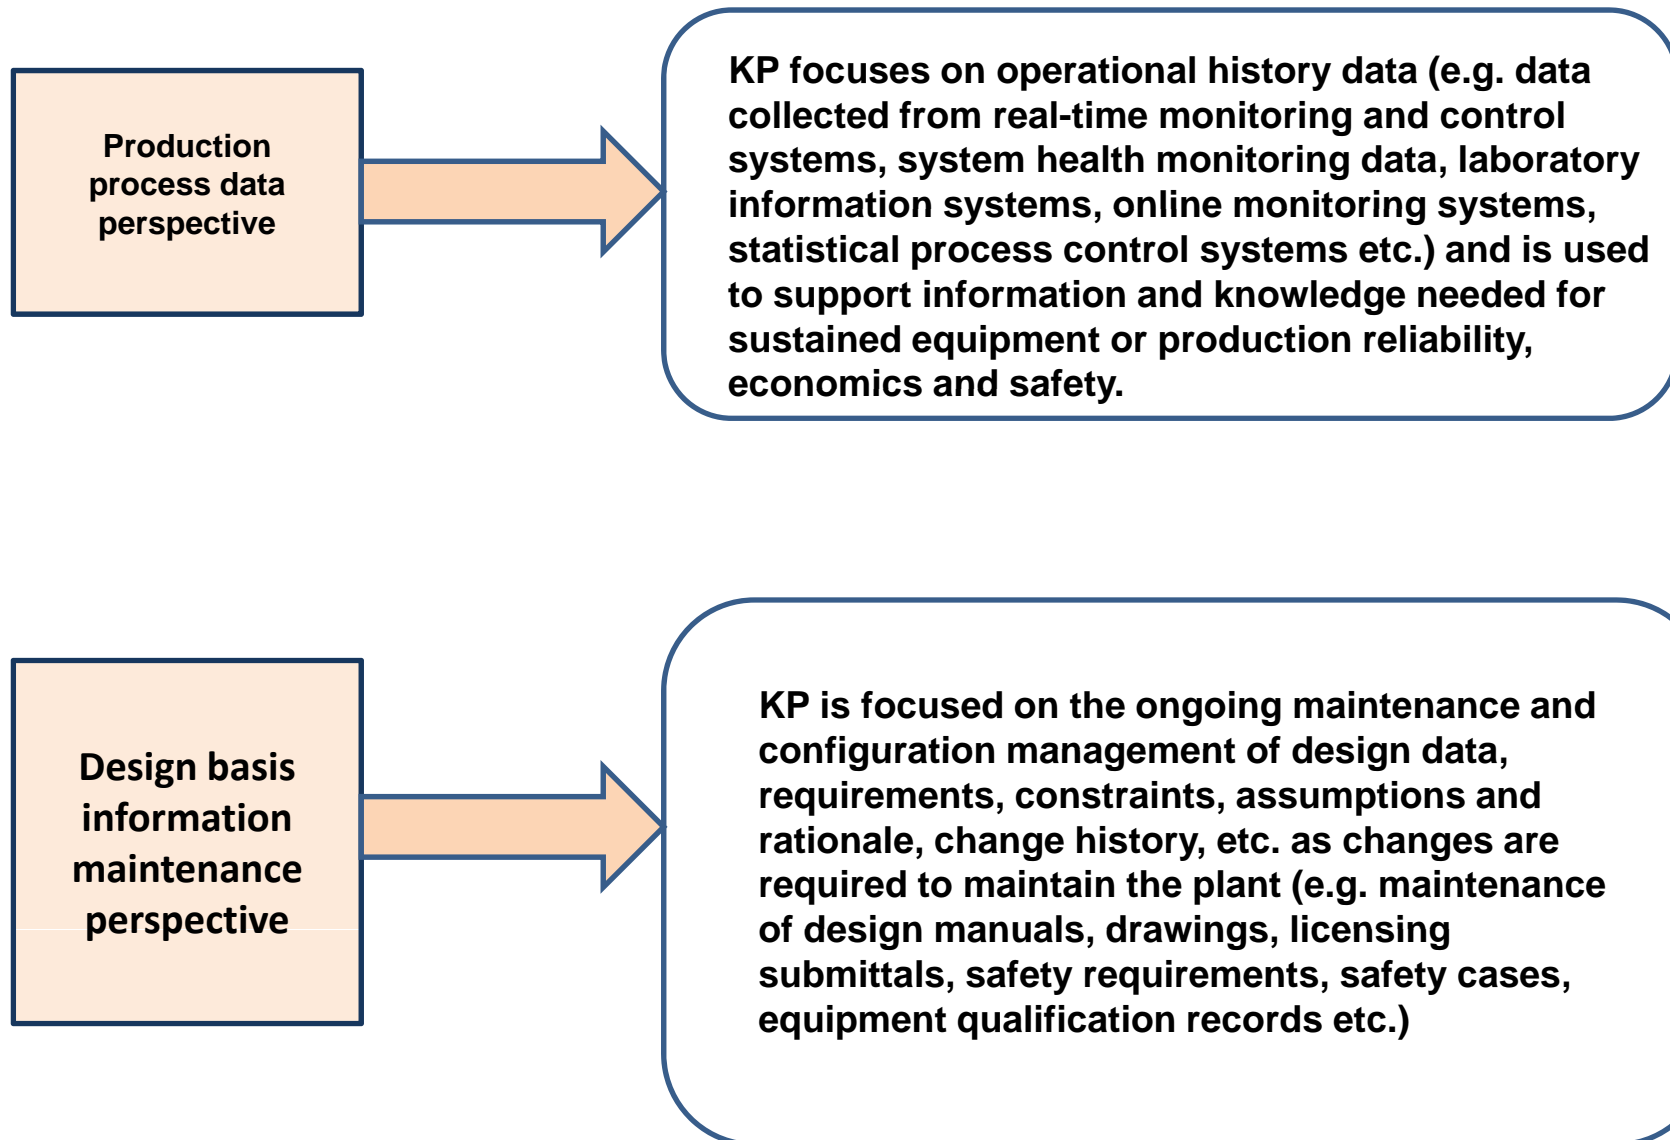 Production
process data
perspective
KP focuses on operational history data (e.g. data
collected from real-time monitoring and control
systems, system health monitoring data, laboratory
information systems, online monitoring systems,
statistical process control systems etc.) and is used
to support information and knowledge needed for
sustained equipment or production reliability,
economics and safety.
Design basis
information
maintenance
perspective
KP is focused on the ongoing maintenance and
configuration management of design data,
requirements, constraints, assumptions and
rationale, change history, etc. as changes are
required to maintain the plant (e.g. maintenance
of design manuals, drawings, licensing
submittals, safety requirements, safety cases,
equipment qualification records etc.)